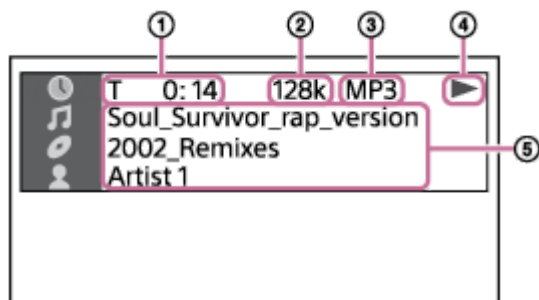 ① ② ③ ④
T 0:14 128k MP3
Soul_Survivor_rap_version
2002_Remixes
Artist 1
⑤